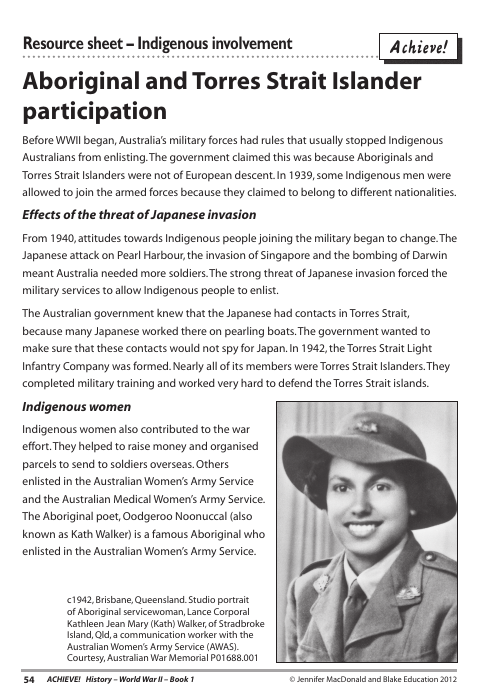 Resource sheet – Indigenous involvement
Achieve!
Aboriginal and Torres Strait Islander
participation
Before WWII began, Australia's military forces had rules that usually stopped Indigenous
Australians from enlisting. The government claimed this was because Aboriginals and
Torres Strait Islanders were not of European descent. In 1939, some Indigenous men were
allowed to join the armed forces because they claimed to belong to different nationalities.
Effects of the threat of Japanese invasion
From 1940, attitudes towards Indigenous people joining the military began to change. The
Japanese attack on Pearl Harbour, the invasion of Singapore and the bombing of Darwin
meant Australia needed more soldiers. The strong threat of Japanese invasion forced the
military services to allow Indigenous people to enlist.
The Australian government knew that the Japanese had contacts in Torres Strait,
because many Japanese worked there on pearling boats. The government wanted to
make sure that these contacts would not spy for Japan. In 1942, the Torres Strait Light
Infantry Company was formed. Nearly all of its members were Torres Strait Islanders. They
completed military training and worked very hard to defend the Torres Strait islands.
Indigenous women
Indigenous women also contributed to the war
effort. They helped to raise money and organised
parcels to send to soldiers overseas. Others
enlisted in the Australian Women's Army Service
and the Australian Medical Women's Army Service.
The Aboriginal poet, Oodgeroo Noonuccal (also
known as Kath Walker) is a famous Aboriginal who
enlisted in the Australian Women's Army Service.
c1942, Brisbane, Queensland. Studio portrait
of Aboriginal servicewoman, Lance Corporal
Kathleen Jean Mary (Kath) Walker, of Stradbroke
Island, Qld, a communication worker with the
Australian Women's Army Service (AWAS).
Courtesy, Australian War Memorial P01688.001
54 ACHIEVE! History – World War II – Book 1
© Jennifer MacDonald and Blake Education 2012